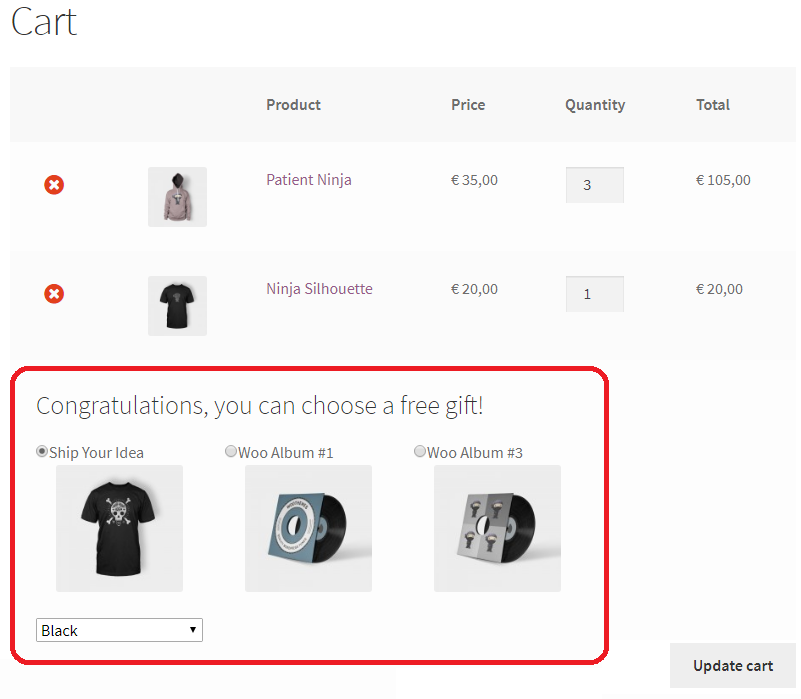 Cart
Product Price Quantity Total
Patient Ninja € 35,00 3 € 105,00
Ninja Silhouette € 20,00 1 € 20,00
Congratulations, you can choose a free gift!
Ship Your Idea Woo Album #1 Woo Album #3
Black
Update cart